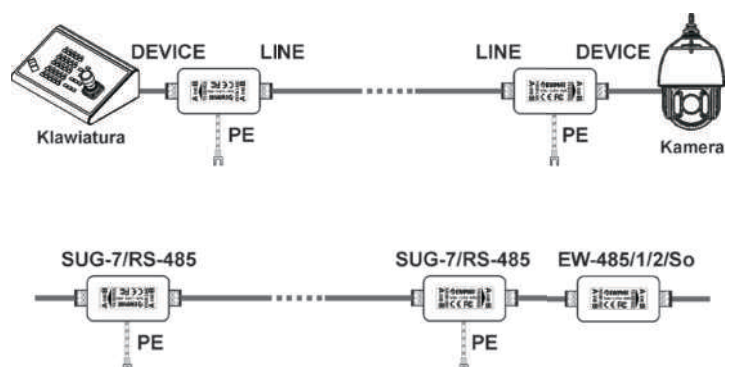 DEVICE LINE LINE DEVICE
PE PE
Klawiatura Kamera
SUG-7/RS-485 SUG-7/RS-485 EW-485/1/2/So
PE PE